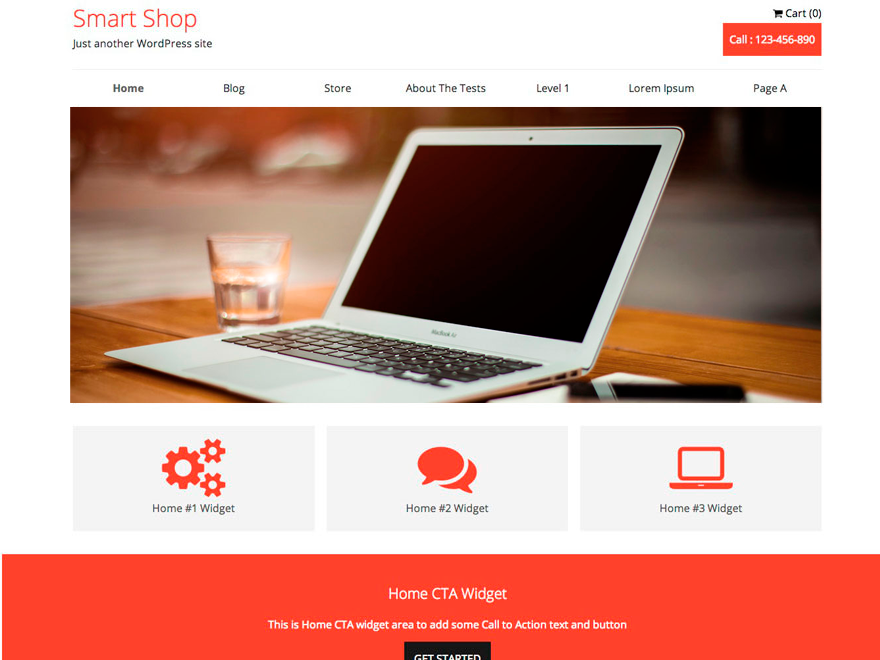 Smart Shop
Cart (0)
Just another WordPress site
Call : 123-456-890
Home
Blog
Store
About The Tests
Level 1
Lorem Ipsum
Page A
MacBook Air
Home #1 Widget
Home #2 Widget
Home #3 Widget
Home CTA Widget
This is Home CTA widget area to add some Call to Action text and button
GET STARTED